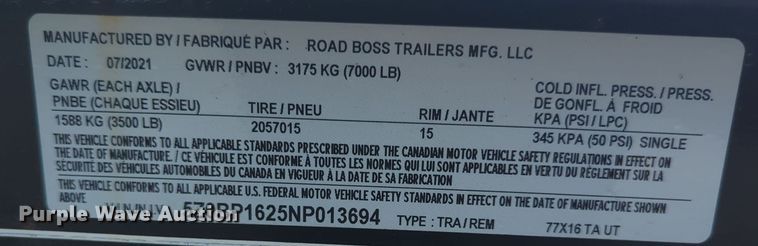 MANUFACTURED BY / FABRIQUÉ PAR : ROAD BOSS TRAILERS MFG. LLC
DATE : 07/2021 GVWR / PNBV : 3175 KG (7000 LB)
GAWR (EACH AXLE) / PNBE (CHAQUE ESSIEU) TIRE / PNEU RIM / JANTE COLD INFL. PRESS. / PRESS. DE GONFL. À FROID KPA (PSI / LPC)
1588 KG (3500 LB) 2057015 15 345 KPA (50 PSI) SINGLE
THIS VEHICLE CONFORMS TO ALL APPLICABLE STANDARDS PRESCRIBED UNDER THE CANADIAN MOTOR VEHICLE SAFETY REGULATIONS IN EFFECT ON
THE DATE OF MANUFACTURE. / CE VÉHICULE EST CONFORME À TOUTES LES NORMES QUI LUI SONT APPLICABLES EN VERTU DU RÈGLEMENT SUR LA
SÉCURITÉ DES VÉHICULES AUTOMOBILES DU CANADA EN VIGUEUR À LA DATE DE SA FABRICATION
THIS VEHICLE CONFORMS TO ALL APPLICABLE U.S. FEDERAL MOTOR VEHICLE SAFETY STANDARDS IN EFFECT ON THE DATE OF MANUFACTURE SHOWN
ABOVE.
1625NP013694 TYPE : TRA / REM 77X16 TA UT
Purple Wave Auction